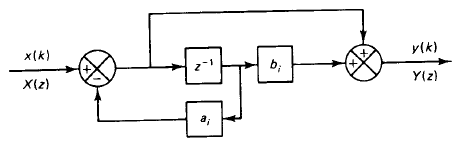 x(k)
X(z)
+
−
z⁻¹
bᵢ
aᵢ
+
+
y(k)
Y(z)